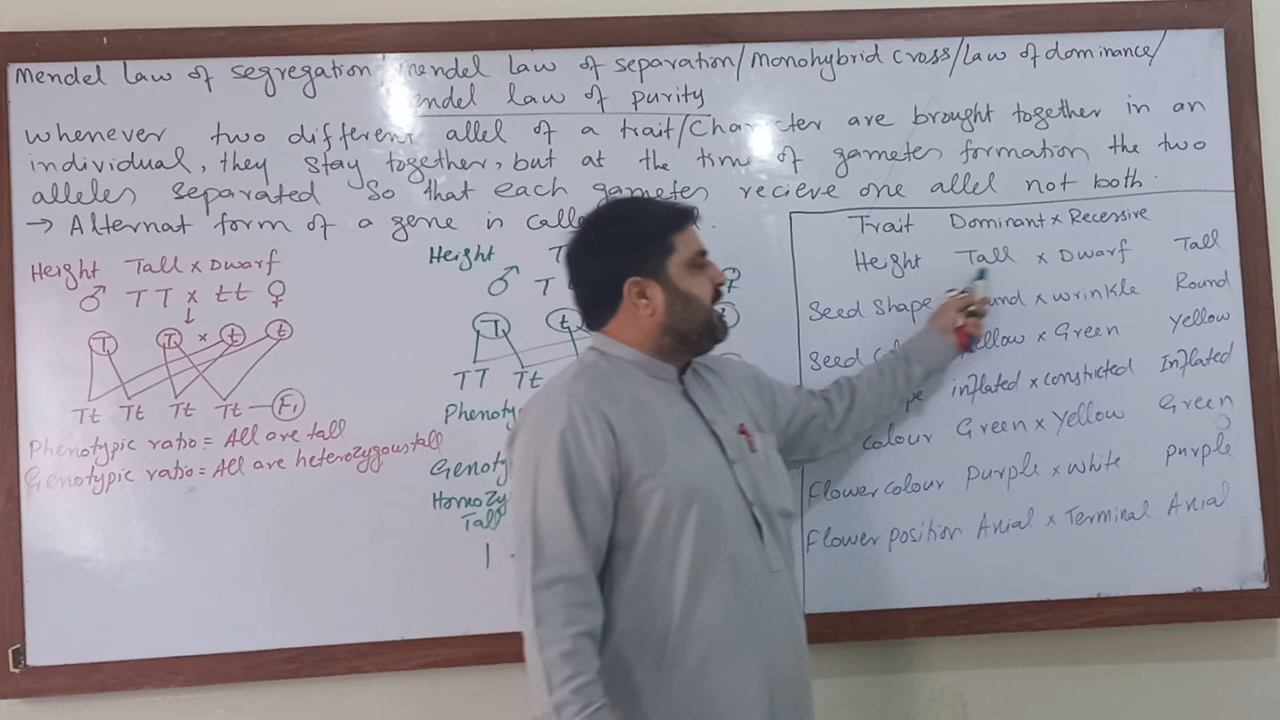 Mendel Law of segregation/mendel law of separation/monohybrid cross/Law of dominance/
endel law of purity
whenever two different allel of a trait/Character are brought together in an
individual, they stay together, but at the time of gametes formation the two
alleles separated so that each gametes recieve one allel not both.
→ Alternat form of a gene is calle
Height Tall x Dwarf
♂ TT x tt ♀
↓
T T x t t
Tt Tt Tt Tt — F1
Phenotypic ratio = All are tall
Genotypic ratio = All are heterozygous tall
Height T
♂ T ♀
T t t
TT Tt
Phenoty
Genoty
Homozy
Tall
1
Trait Dominant x Recessive
Height Tall x Dwarf Tall
Seed Shape und x wrinkle Round
Seed ellow x Green Yellow
pe inflated x constricted Inflated
colour Green x Yellow Green
Flower colour purple x white purple
Flower position Axial x Terminal Axial